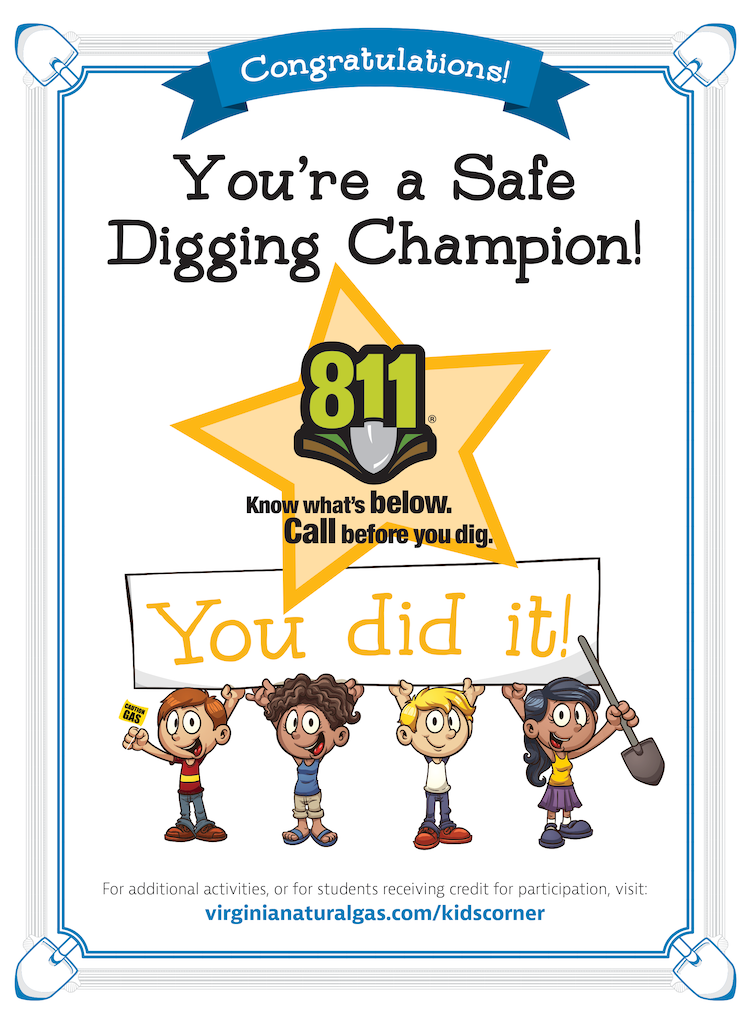 Congratulations!
You're a Safe
Digging Champion!
811®
Know what's below.
Call before you dig.
You did it!
CAUTION
GAS
For additional activities, or for students receiving credit for participation, visit:
virginianaturalgas.com/kidscorner